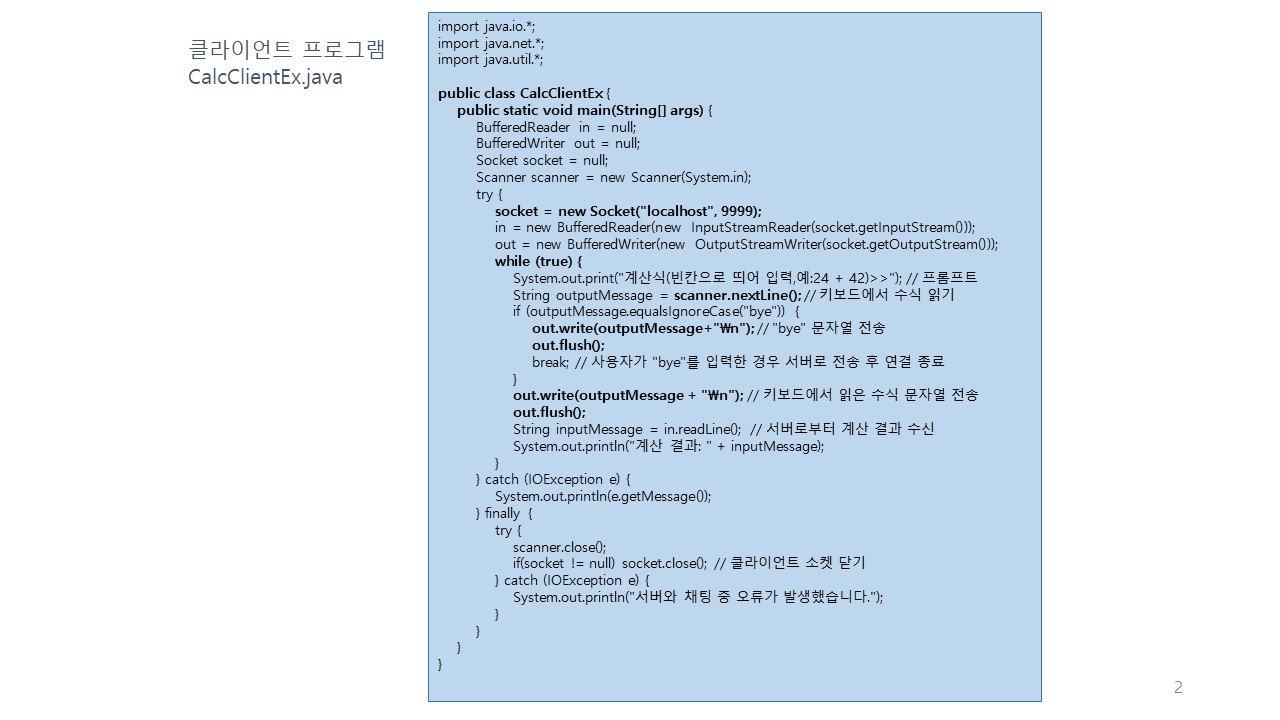 클라이언트 프로그램
CalcClientEx.java
import java.io.*;
import java.net.*;
import java.util.*;
public class CalcClientEx {
public static void main(String[] args) {
BufferedReader in = null;
BufferedWriter out = null;
Socket socket = null;
Scanner scanner = new Scanner(System.in);
try {
socket = new Socket("localhost", 9999);
in = new BufferedReader(new InputStreamReader(socket.getInputStream()));
out = new BufferedWriter(new OutputStreamWriter(socket.getOutputStream()));
while (true) {
System.out.print("계산식(빈칸으로 띄어 입력,예:24 + 42)>>"); // 프롬프트
String outputMessage = scanner.nextLine(); // 키보드에서 수식 읽기
if (outputMessage.equalsIgnoreCase("bye")) {
out.write(outputMessage+"₩n"); // "bye" 문자열 전송
out.flush();
break; // 사용자가 "bye"를 입력한 경우 서버로 전송 후 연결 종료
}
out.write(outputMessage + "₩n"); // 키보드에서 읽은 수식 문자열 전송
out.flush();
String inputMessage = in.readLine(); // 서버로부터 계산 결과 수신
System.out.println("계산 결과: " + inputMessage);
}
} catch (IOException e) {
System.out.println(e.getMessage());
} finally {
try {
scanner.close();
if(socket != null) socket.close(); // 클라이언트 소켓 닫기
} catch (IOException e) {
System.out.println("서버와 채팅 중 오류가 발생했습니다.");
}
}
}
}
2